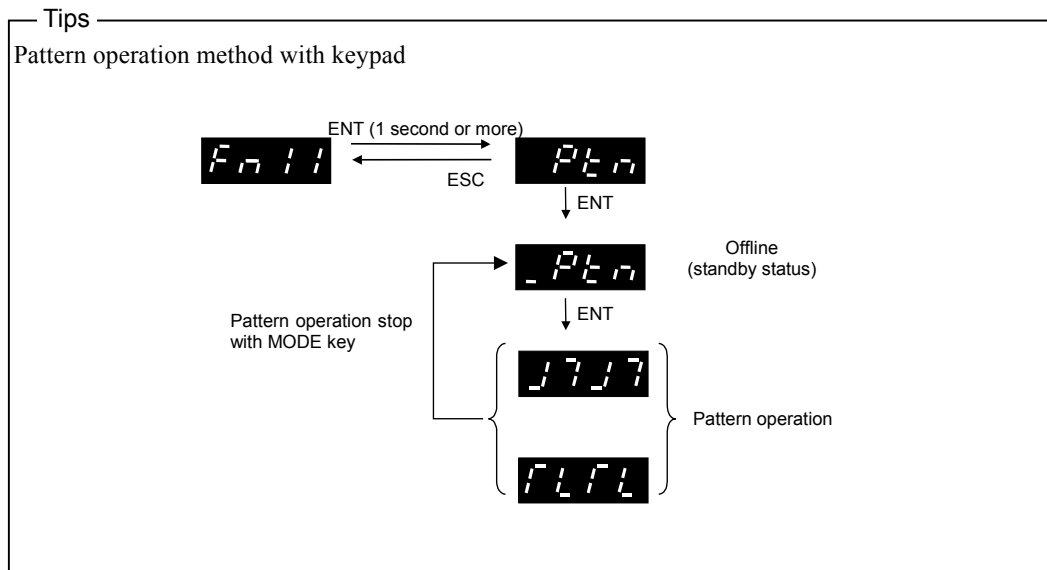 Tips
Pattern operation method with keypad
ENT (1 second or more)
Fn11
Ptn
ESC
ENT
_Ptn
Offline
(standby status)
ENT
Pattern operation stop
with MODE key
Pattern operation